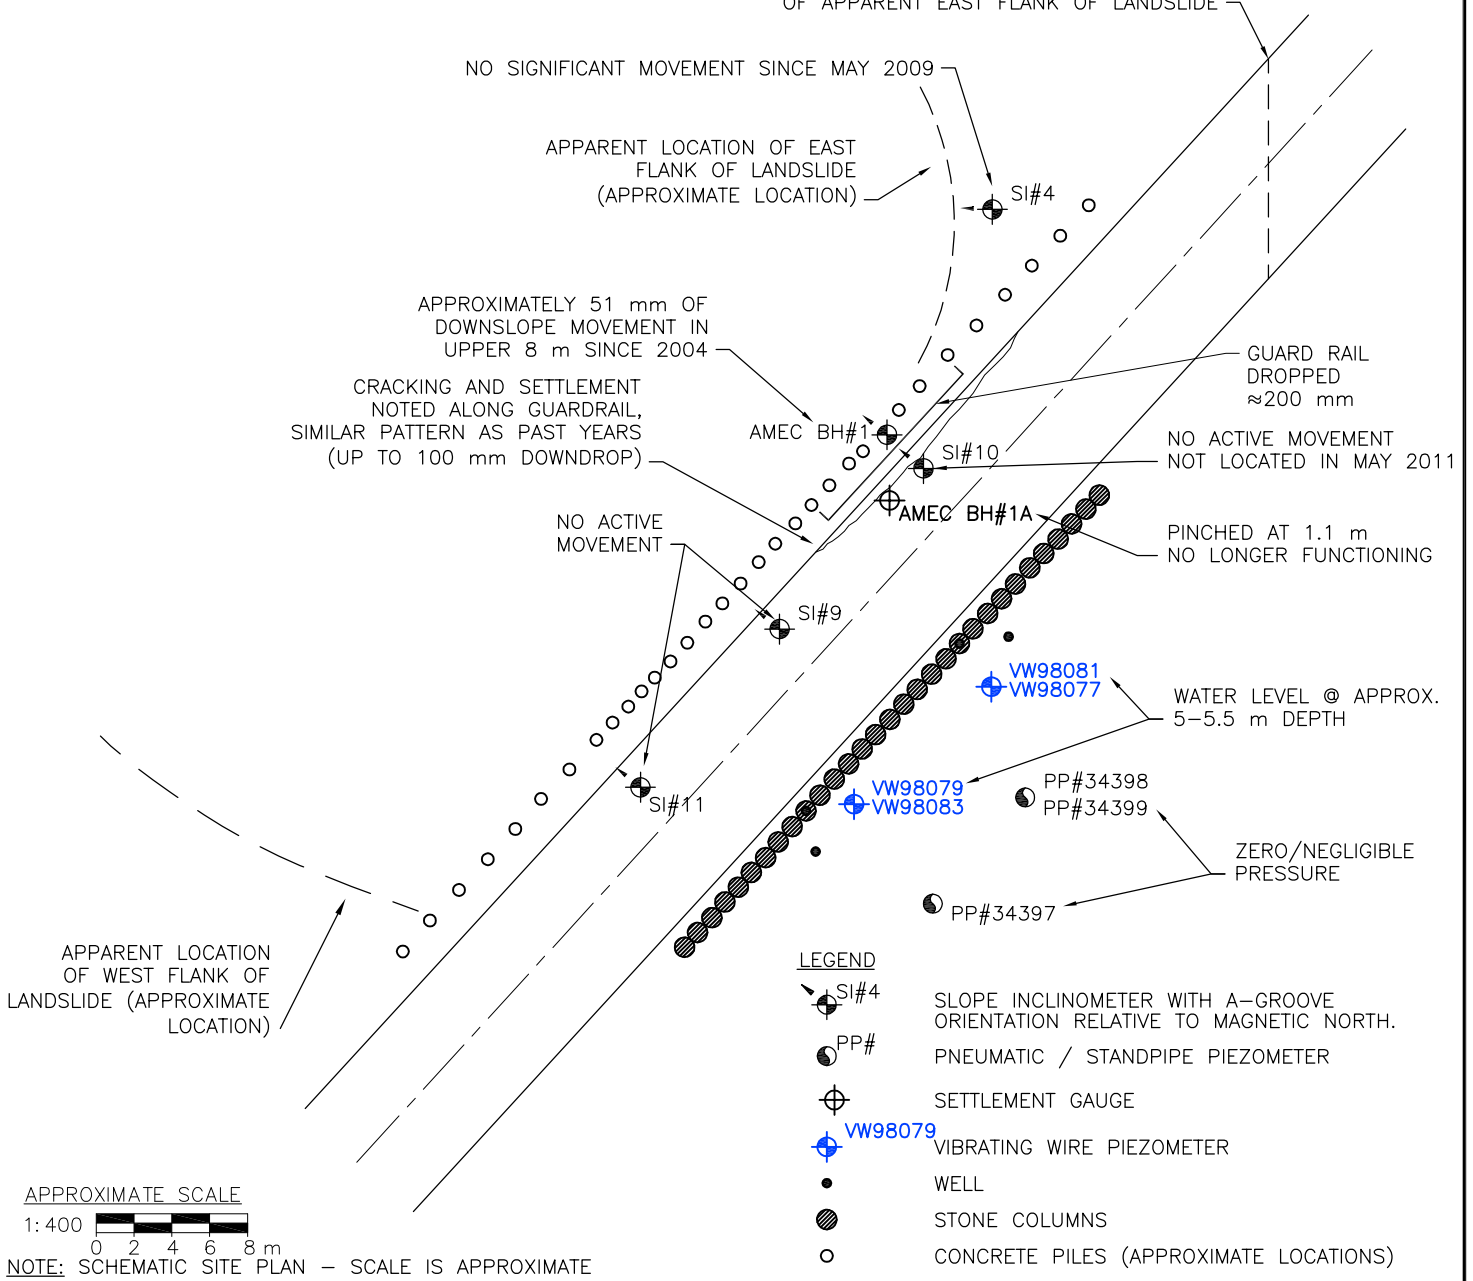 OF APPARENT EAST FLANK OF LANDSLIDE
NO SIGNIFICANT MOVEMENT SINCE MAY 2009
APPARENT LOCATION OF EAST
FLANK OF LANDSLIDE
(APPROXIMATE LOCATION)
SI#4
APPROXIMATELY 51 mm OF
DOWNSLOPE MOVEMENT IN
UPPER 8 m SINCE 2004
GUARD RAIL
DROPPED
≈200 mm
CRACKING AND SETTLEMENT
NOTED ALONG GUARDRAIL,
SIMILAR PATTERN AS PAST YEARS
(UP TO 100 mm DOWNDROP)
AMEC BH#1
SI#10
NO ACTIVE MOVEMENT
NOT LOCATED IN MAY 2011
AMEC BH#1A
NO ACTIVE
MOVEMENT
PINCHED AT 1.1 m
NO LONGER FUNCTIONING
SI#9
VW98081
VW98077
WATER LEVEL @ APPROX.
5-5.5 m DEPTH
SI#11
VW98079
VW98083
PP#34398
PP#34399
ZERO/NEGLIGIBLE
PRESSURE
PP#34397
APPARENT LOCATION
OF WEST FLANK OF
LANDSLIDE (APPROXIMATE
LOCATION)
LEGEND
SI#4
SLOPE INCLINOMETER WITH A-GROOVE
ORIENTATION RELATIVE TO MAGNETIC NORTH.
PP#
PNEUMATIC / STANDPIPE PIEZOMETER
SETTLEMENT GAUGE
VW98079
VIBRATING WIRE PIEZOMETER
WELL
STONE COLUMNS
CONCRETE PILES (APPROXIMATE LOCATIONS)
APPROXIMATE SCALE
1:400
0 2 4 6 8 m
NOTE: SCHEMATIC SITE PLAN - SCALE IS APPROXIMATE